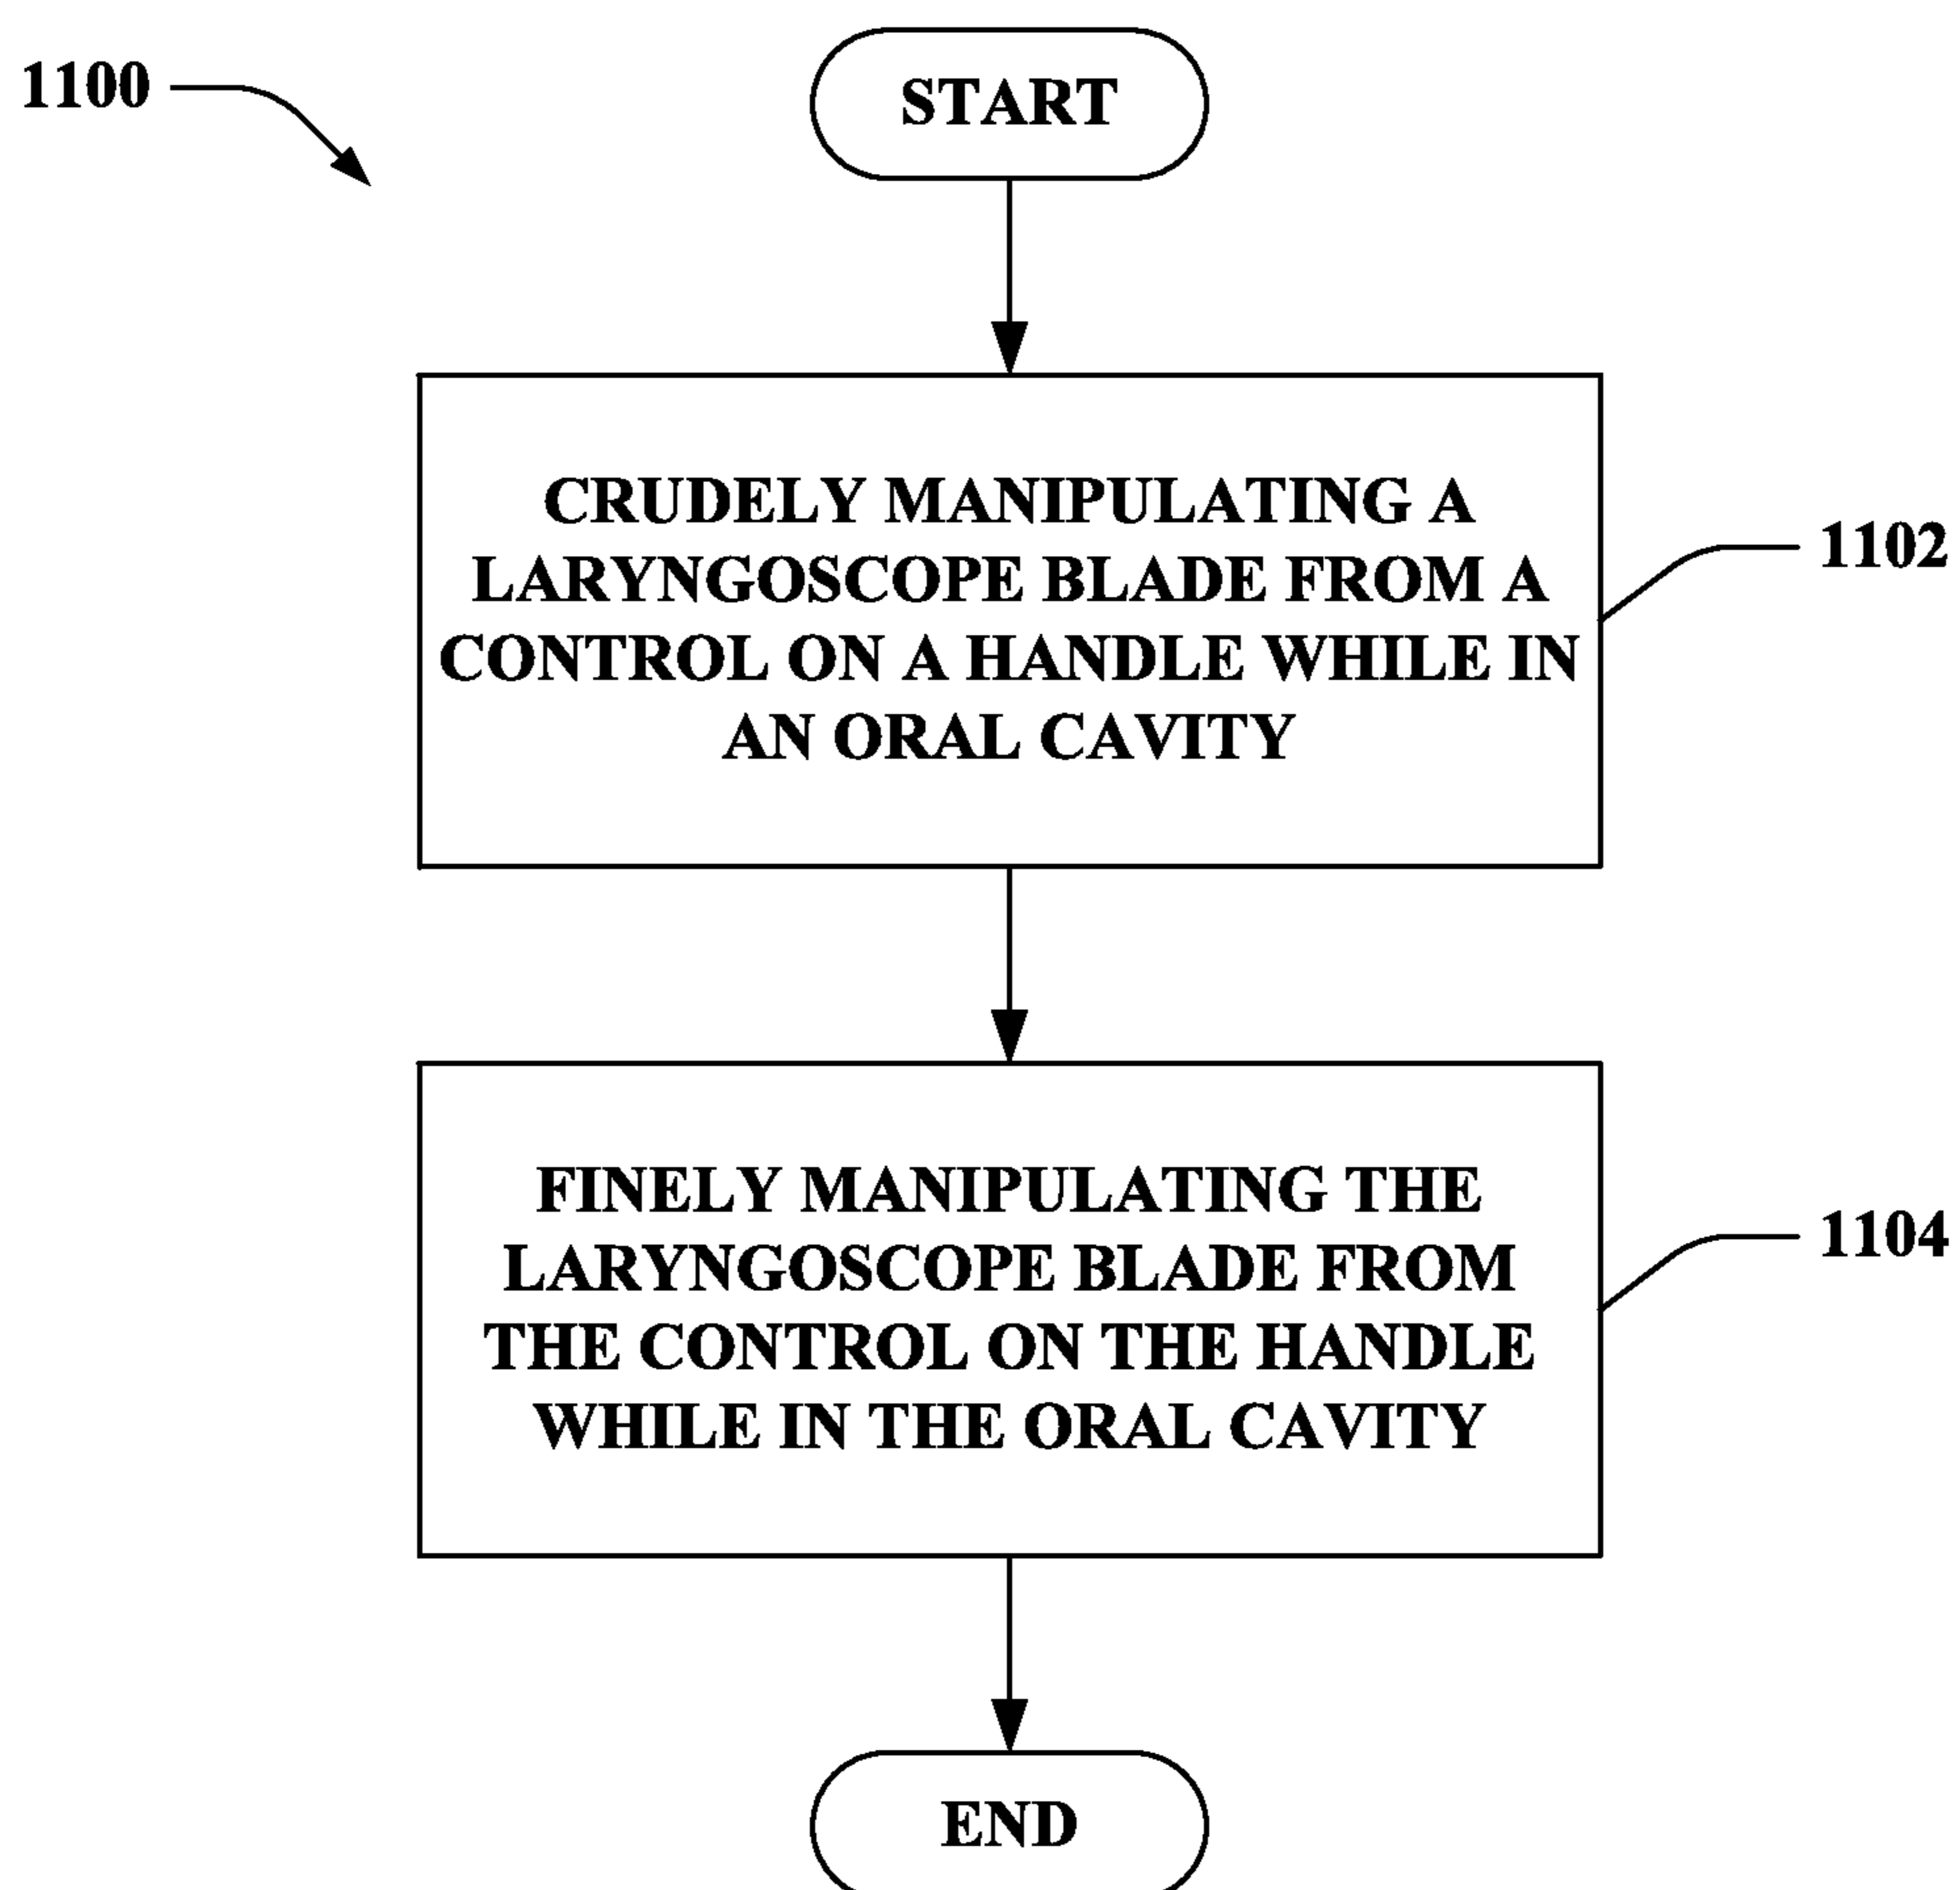 1100
START
CRUDELY MANIPULATING A
LARYNGOSCOPE BLADE FROM A
CONTROL ON A HANDLE WHILE IN
AN ORAL CAVITY
1102
FINELY MANIPULATING THE
LARYNGOSCOPE BLADE FROM
THE CONTROL ON THE HANDLE
WHILE IN THE ORAL CAVITY
1104
END